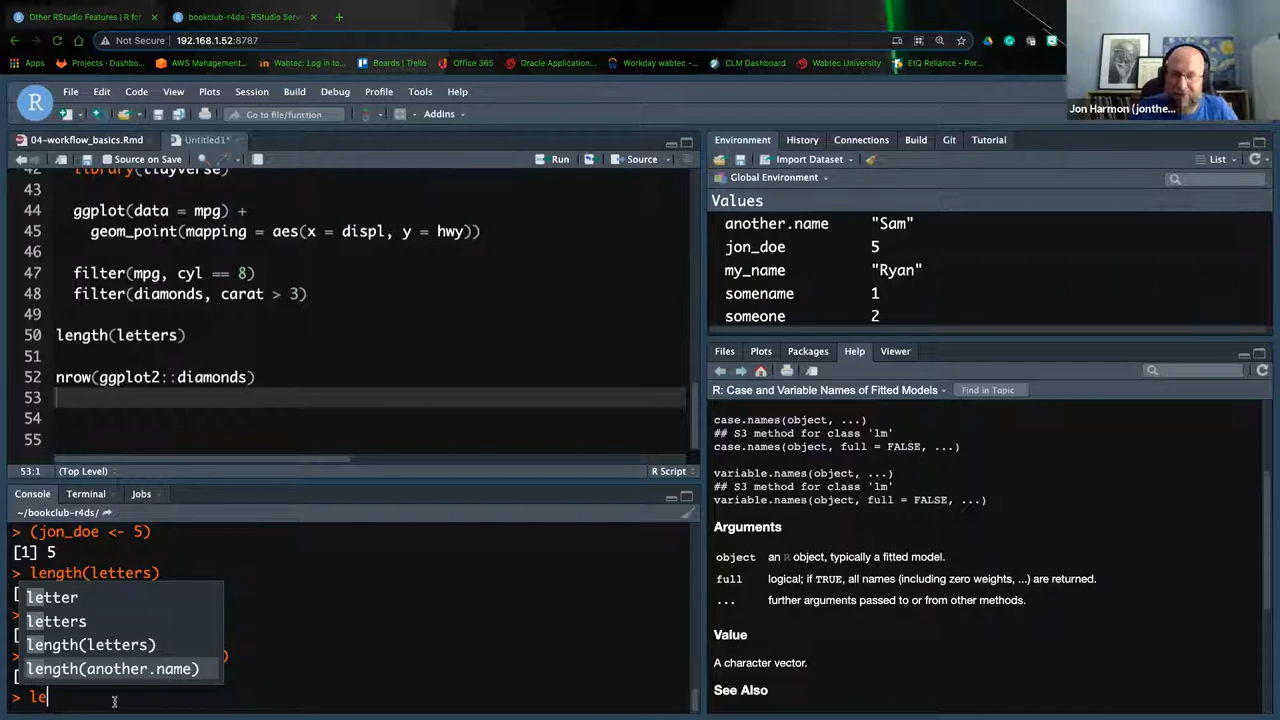 Other RStudio Features | R for
bookclub-r4ds - RStudio Serve
Not Secure
192.168.1.52:8787
Apps
Projects · Dashbo...
AWS Management...
Wabtec: Log in to...
Boards | Trello
Office 365
Oracle Application...
Workday wabtec -...
CLM Dashboard
Wabtec University
EtQ Reliance - Por...
Jon Harmon (jonthe...
R
File Edit Code View Plots Session Build Debug Profile Tools Help
Go to file/function
Addins
04-workflow_basics.Rmd
Untitled1*
Source on Save
Run
Source
42 library(tidyverse)
43
44 ggplot(data = mpg) +
45 geom_point(mapping = aes(x = displ, y = hwy))
46
47 filter(mpg, cyl == 8)
48 filter(diamonds, carat > 3)
49
50 length(letters)
51
52 nrow(ggplot2::diamonds)
53
54
55
53:1 (Top Level)
R Script
Console Terminal Jobs
~/bookclub-r4ds/
> (jon_doe <- 5)
[1] 5
> length(letters)
[
letter
>
letters
[
length(letters)
> )
length(another.name)
[
> le
Environment History Connections Build Git Tutorial
Import Dataset
List
Global Environment
Values
another.name "Sam"
jon_doe 5
my_name "Ryan"
somename 1
someone 2
Files Plots Packages Help Viewer
R: Case and Variable Names of Fitted Models
Find in Topic
case.names(object, ...)
## S3 method for class 'lm'
case.names(object, full = FALSE, ...)
variable.names(object, ...)
## S3 method for class 'lm'
variable.names(object, full = FALSE, ...)
Arguments
object an R object, typically a fitted model.
full logical; if TRUE, all names (including zero weights, ...) are returned.
... further arguments passed to or from other methods.
Value
A character vector.
See Also